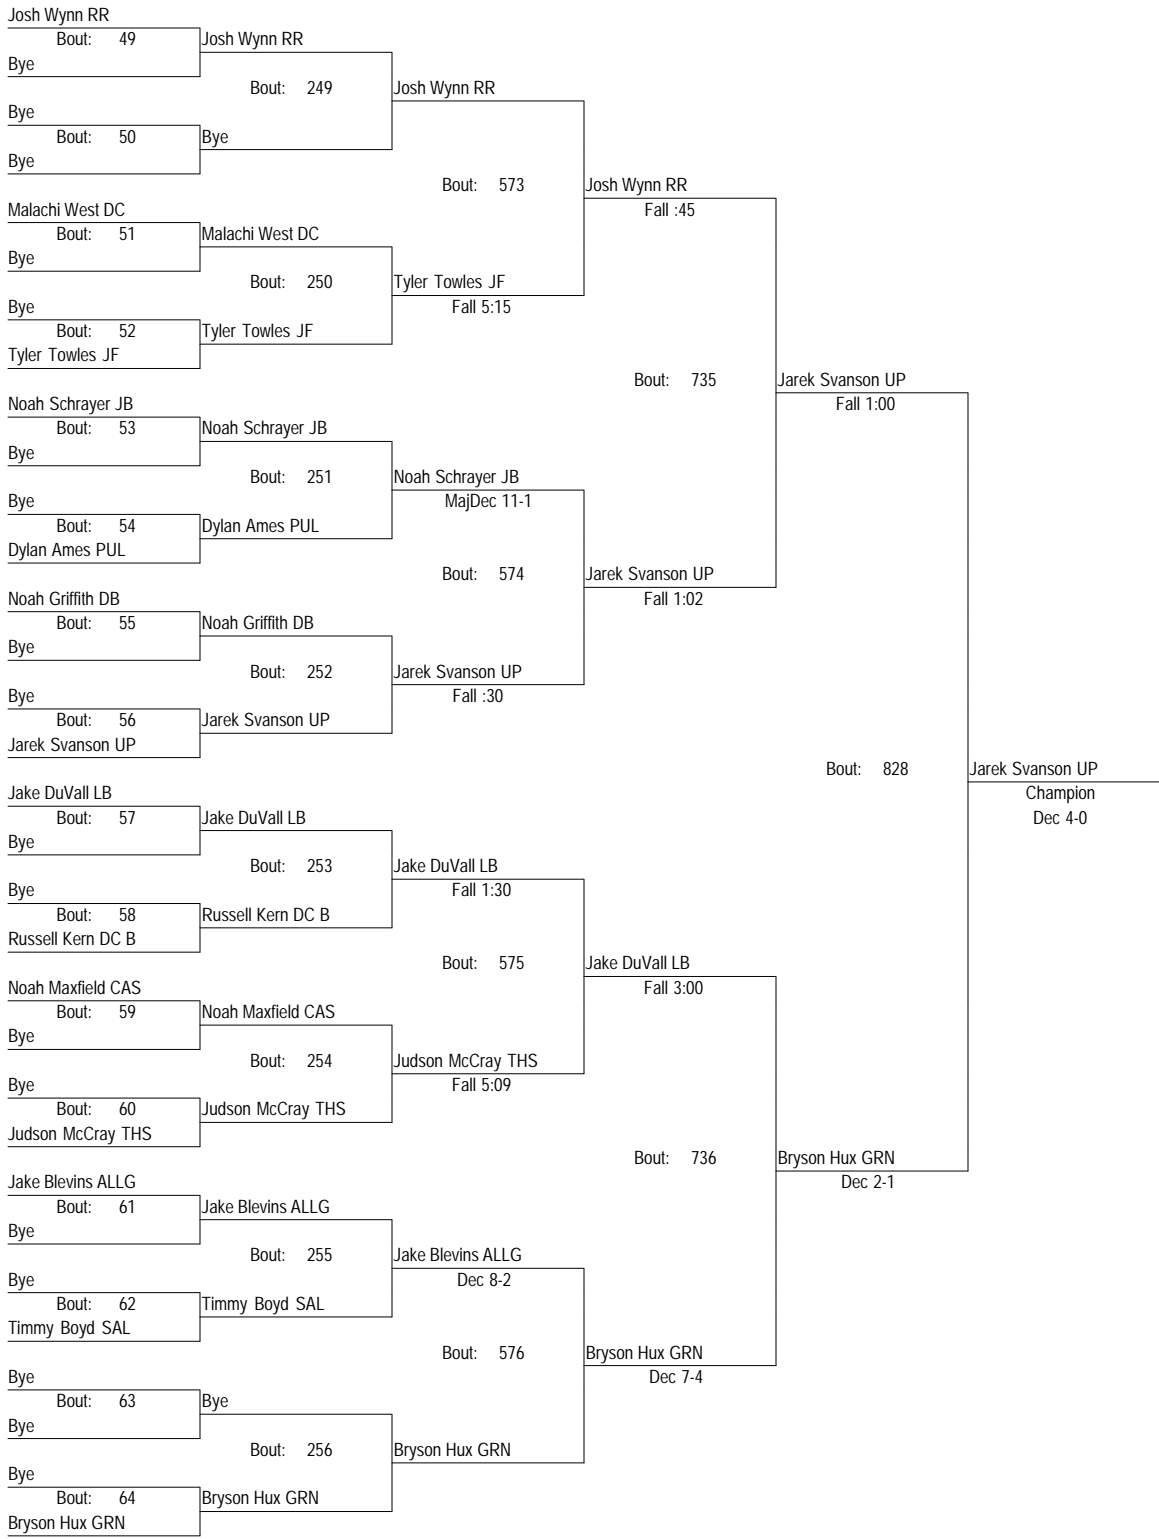 Josh Wynn RR
Bout: 49 Josh Wynn RR
Bye
Bout: 249 Josh Wynn RR
Bye
Bout: 50 Bye
Bye
Bout: 573 Josh Wynn RR
Fall :45
Malachi West DC
Bout: 51 Malachi West DC
Bye
Bout: 250 Tyler Towles JF
Fall 5:15
Bye
Bout: 52 Tyler Towles JF
Tyler Towles JF
Bout: 735 Jarek Svanson UP
Fall 1:00
Noah Schrayer JB
Bout: 53 Noah Schrayer JB
Bye
Bout: 251 Noah Schrayer JB
MajDec 11-1
Bye
Bout: 54 Dylan Ames PUL
Dylan Ames PUL
Bout: 574 Jarek Svanson UP
Fall 1:02
Noah Griffith DB
Bout: 55 Noah Griffith DB
Bye
Bout: 252 Jarek Svanson UP
Fall :30
Bye
Bout: 56 Jarek Svanson UP
Jarek Svanson UP
Bout: 828 Jarek Svanson UP
Champion
Dec 4-0
Jake DuVall LB
Bout: 57 Jake DuVall LB
Bye
Bout: 253 Jake DuVall LB
Fall 1:30
Bye
Bout: 58 Russell Kern DC B
Russell Kern DC B
Bout: 575 Jake DuVall LB
Fall 3:00
Noah Maxfield CAS
Bout: 59 Noah Maxfield CAS
Bye
Bout: 254 Judson McCray THS
Fall 5:09
Bye
Bout: 60 Judson McCray THS
Judson McCray THS
Bout: 736 Bryson Hux GRN
Dec 2-1
Jake Blevins ALLG
Bout: 61 Jake Blevins ALLG
Bye
Bout: 255 Jake Blevins ALLG
Dec 8-2
Bye
Bout: 62 Timmy Boyd SAL
Timmy Boyd SAL
Bout: 576 Bryson Hux GRN
Dec 7-4
Bye
Bout: 63 Bye
Bye
Bout: 256 Bryson Hux GRN
Bye
Bout: 64 Bryson Hux GRN
Bryson Hux GRN